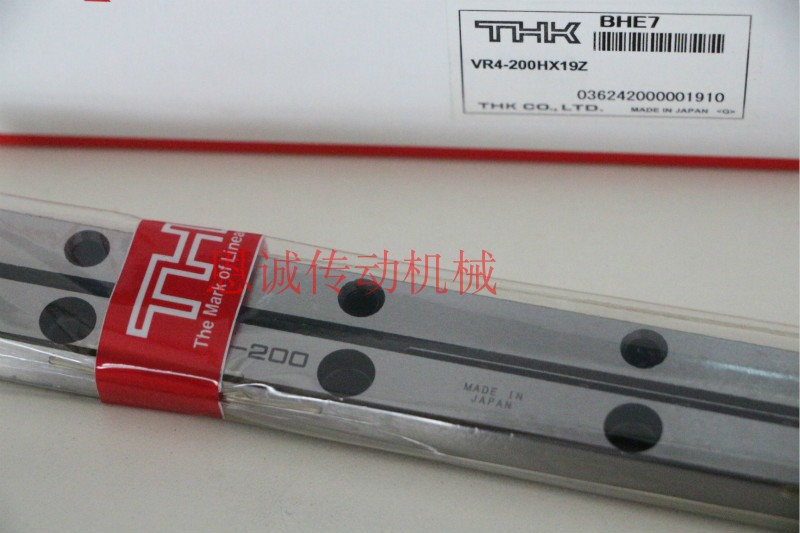 THK
BHE7
VR4-200HX19Z
036242000001910
THK CO., LTD.
MADE IN JAPAN <G>
THK
The Mark of Linea
诚传动机械
-200
MADE IN
JAPAN